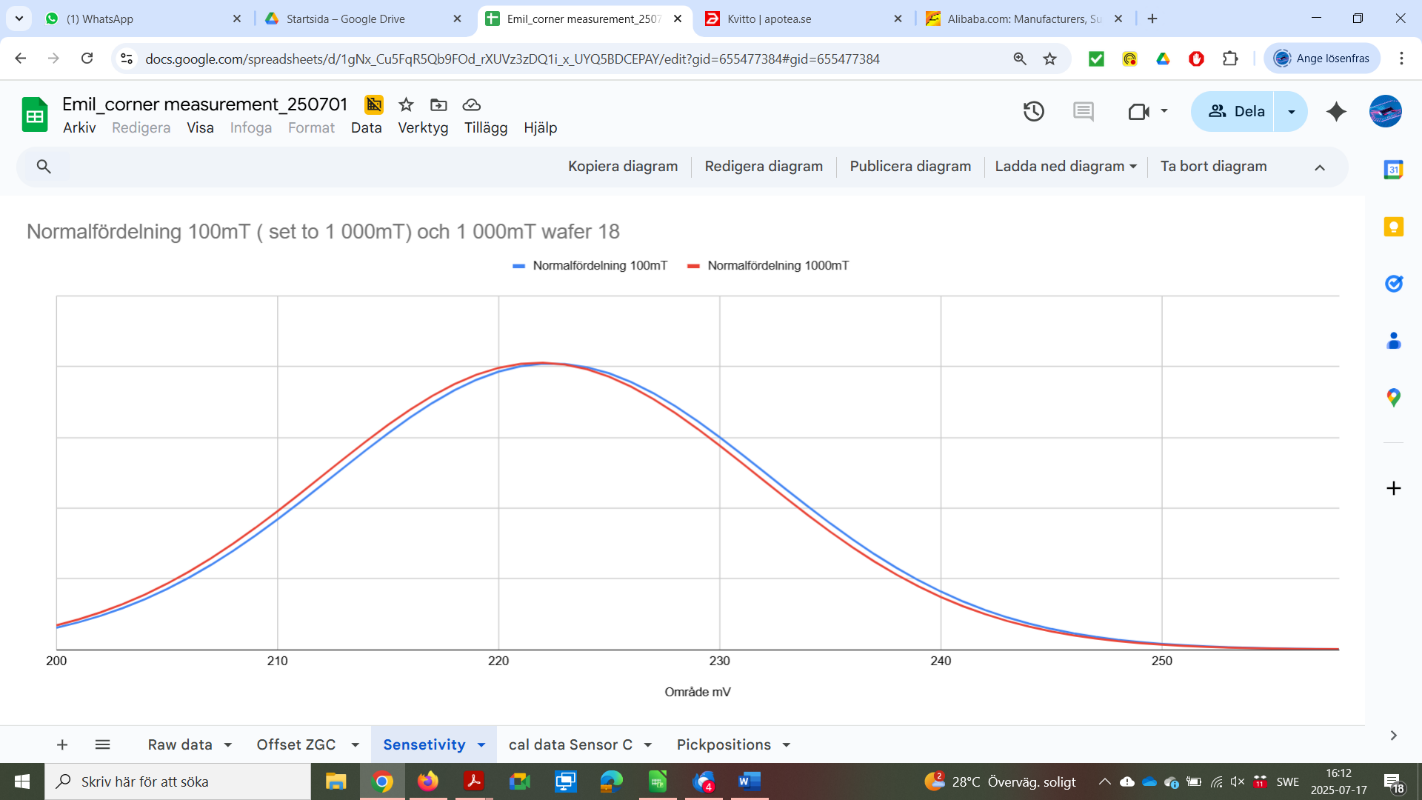 (1) WhatsApp
Startsida – Google Drive
Emil_corner measurement_2507
Kvitto | apotea.se
Alibaba.com: Manufacturers, Su
docs.google.com/spreadsheets/d/1gNx_Cu5FqR5Qb9FOd_rXUVz3zDQ1i_x_UYQ5BDCEPAY/edit?gid=655477384#gid=655477384
Ange lösenfras
Emil_corner measurement_250701
Arkiv Redigera Visa Infoga Format Data Verktyg Tillägg Hjälp
Dela
31
Kopiera diagram Redigera diagram Publicera diagram Ladda ned diagram Ta bort diagram
Normalfördelning 100mT ( set to 1 000mT) och 1 000mT wafer 18
Normalfördelning 100mT Normalfördelning 1000mT
200 210 220 230 240 250
Område mV
Raw data Offset ZGC Sensetivity cal data Sensor C Pickpositions
Skriv här för att söka
4
W
2
28°C Överväg. soligt
11
SWE
16:12
2025-07-17
18